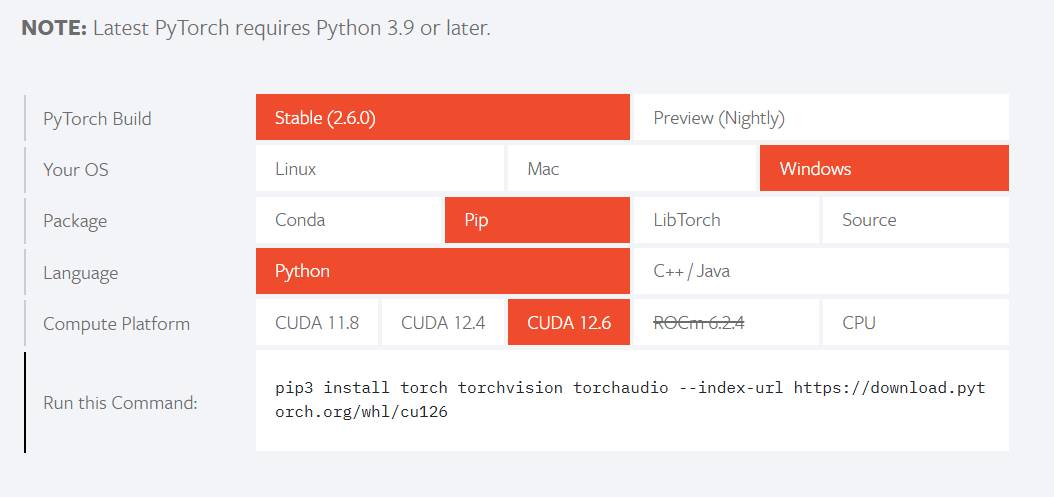 NOTE: Latest PyTorch requires Python 3.9 or later.
PyTorch Build
Stable (2.6.0)
Preview (Nightly)
Your OS
Linux
Mac
Windows
Package
Conda
Pip
LibTorch
Source
Language
Python
C++ / Java
Compute Platform
CUDA 11.8
CUDA 12.4
CUDA 12.6
ROCm 6.2.4
CPU
Run this Command:
pip3 install torch torchvision torchaudio --index-url https://download.pyt
orch.org/whl/cu126